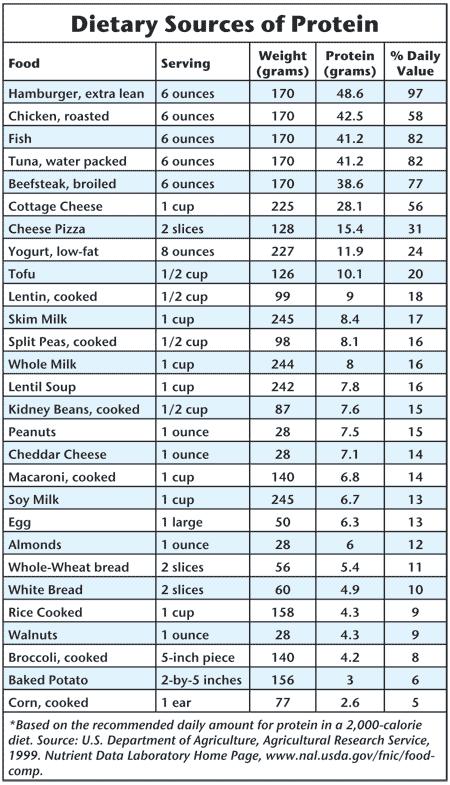 Dietary Sources of Protein
Food Serving Weight (grams) Protein (grams) % Daily Value
Hamburger, extra lean 6 ounces 170 48.6 97
Chicken, roasted 6 ounces 170 42.5 58
Fish 6 ounces 170 41.2 82
Tuna, water packed 6 ounces 170 41.2 82
Beefsteak, broiled 6 ounces 170 38.6 77
Cottage Cheese 1 cup 225 28.1 56
Cheese Pizza 2 slices 128 15.4 31
Yogurt, low-fat 8 ounces 227 11.9 24
Tofu 1/2 cup 126 10.1 20
Lentin, cooked 1/2 cup 99 9 18
Skim Milk 1 cup 245 8.4 17
Split Peas, cooked 1/2 cup 98 8.1 16
Whole Milk 1 cup 244 8 16
Lentil Soup 1 cup 242 7.8 16
Kidney Beans, cooked 1/2 cup 87 7.6 15
Peanuts 1 ounce 28 7.5 15
Cheddar Cheese 1 ounce 28 7.1 14
Macaroni, cooked 1 cup 140 6.8 14
Soy Milk 1 cup 245 6.7 13
Egg 1 large 50 6.3 13
Almonds 1 ounce 28 6 12
Whole-Wheat bread 2 slices 56 5.4 11
White Bread 2 slices 60 4.9 10
Rice Cooked 1 cup 158 4.3 9
Walnuts 1 ounce 28 4.3 9
Broccoli, cooked 5-inch piece 140 4.2 8
Baked Potato 2-by-5 inches 156 3 6
Corn, cooked 1 ear 77 2.6 5
*Based on the recommended daily amount for protein in a 2,000-calorie
diet. Source: U.S. Department of Agriculture, Agricultural Research Service,
1999. Nutrient Data Laboratory Home Page, www.nal.usda.gov/fnic/food-
comp.